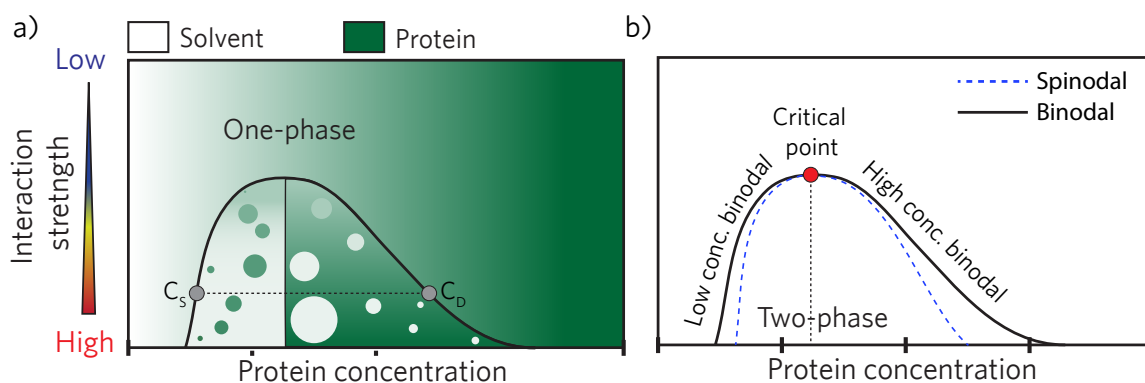 a)
Solvent
Protein
Low
One-phase
Interaction
stretngth
C_S
C_D
High
Protein concentration
b)
Spinodal
Binodal
Critical
point
Low conc. binodal
High conc. binodal
Two-phase
Protein concentration